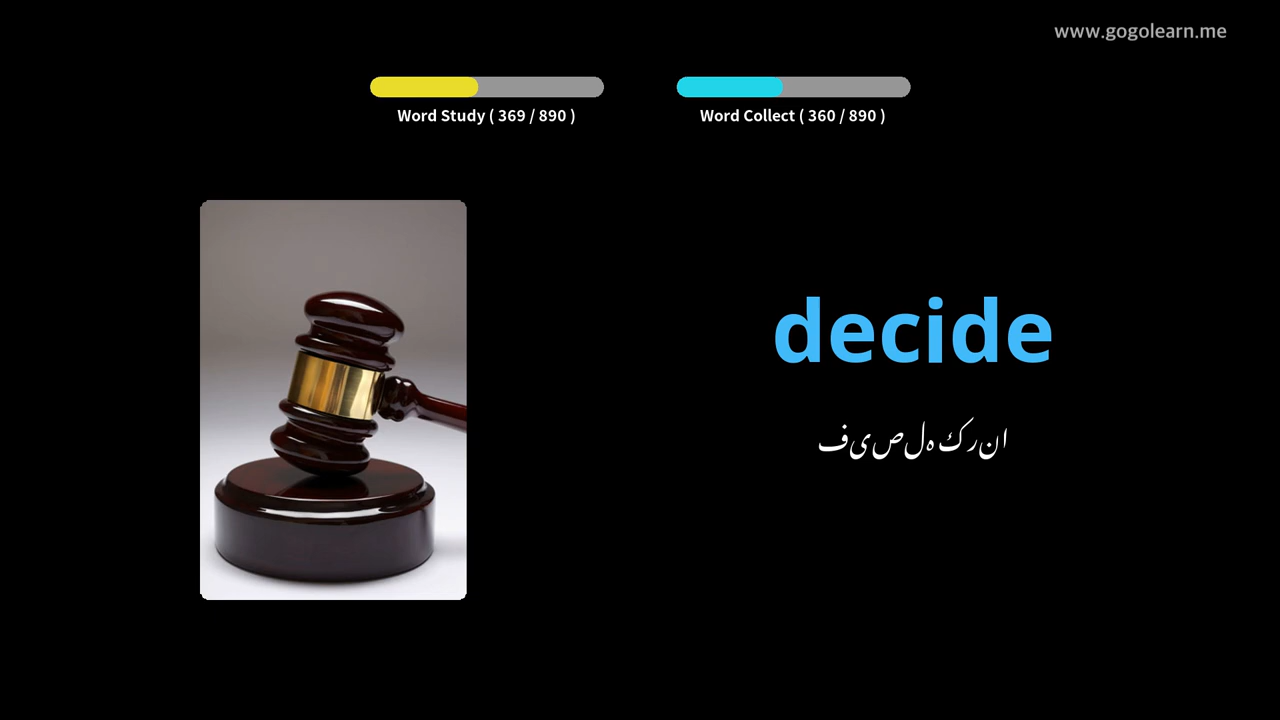 www.gogolearn.me
Word Study ( 369 / 890 )
Word Collect ( 360 / 890 )
decide
فیصلہ کرنا